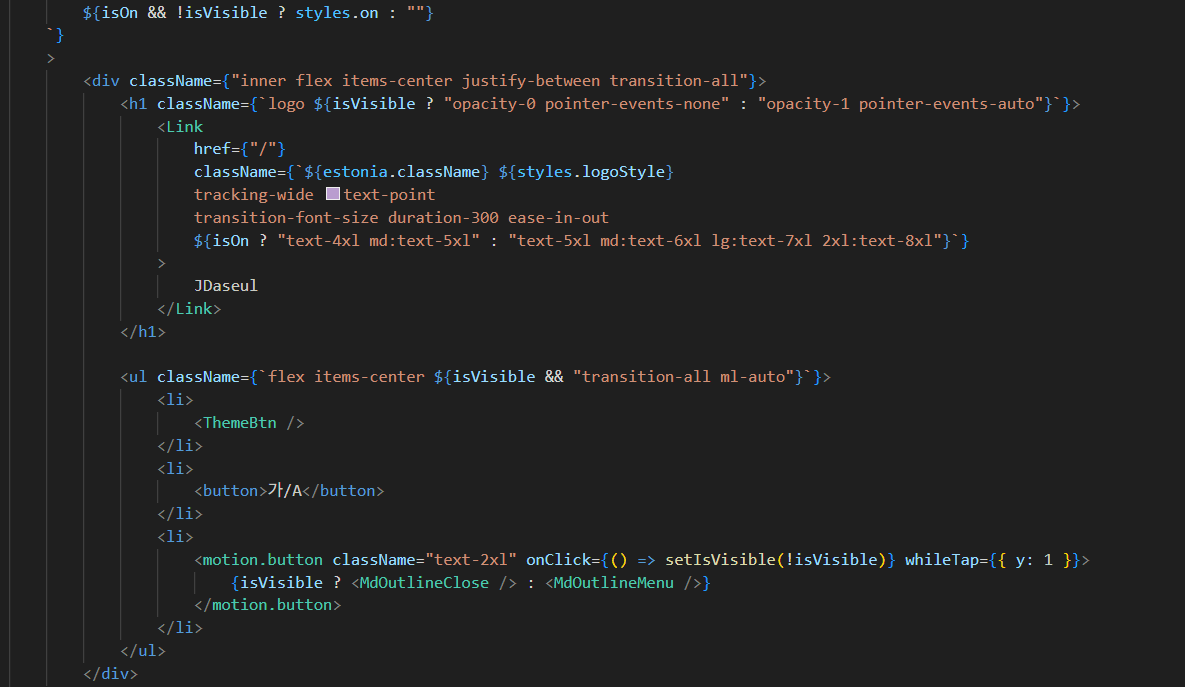 ${isOn && !isVisible ? styles.on : ""}
`}
>
<div className={"inner flex items-center justify-between transition-all"}>
<h1 className={`logo ${isVisible ? "opacity-0 pointer-events-none" : "opacity-1 pointer-events-auto"}`}>
<Link
href={"/"}
className={`${estonia.className} ${styles.logoStyle}
tracking-wide text-point
transition-font-size duration-300 ease-in-out
${isOn ? "text-4xl md:text-5xl" : "text-5xl md:text-6xl lg:text-7xl 2xl:text-8xl"}`}
>
JDaseul
</Link>
</h1>
<ul className={`flex items-center ${isVisible && "transition-all ml-auto"}`}>
<li>
<ThemeBtn />
</li>
<li>
<button>가/A</button>
</li>
<li>
<motion.button className="text-2xl" onClick={() => setIsVisible(!isVisible)} whileTap={{ y: 1 }}>
{isVisible ? <MdOutlineClose /> : <MdOutlineMenu />}
</motion.button>
</li>
</ul>
</div>